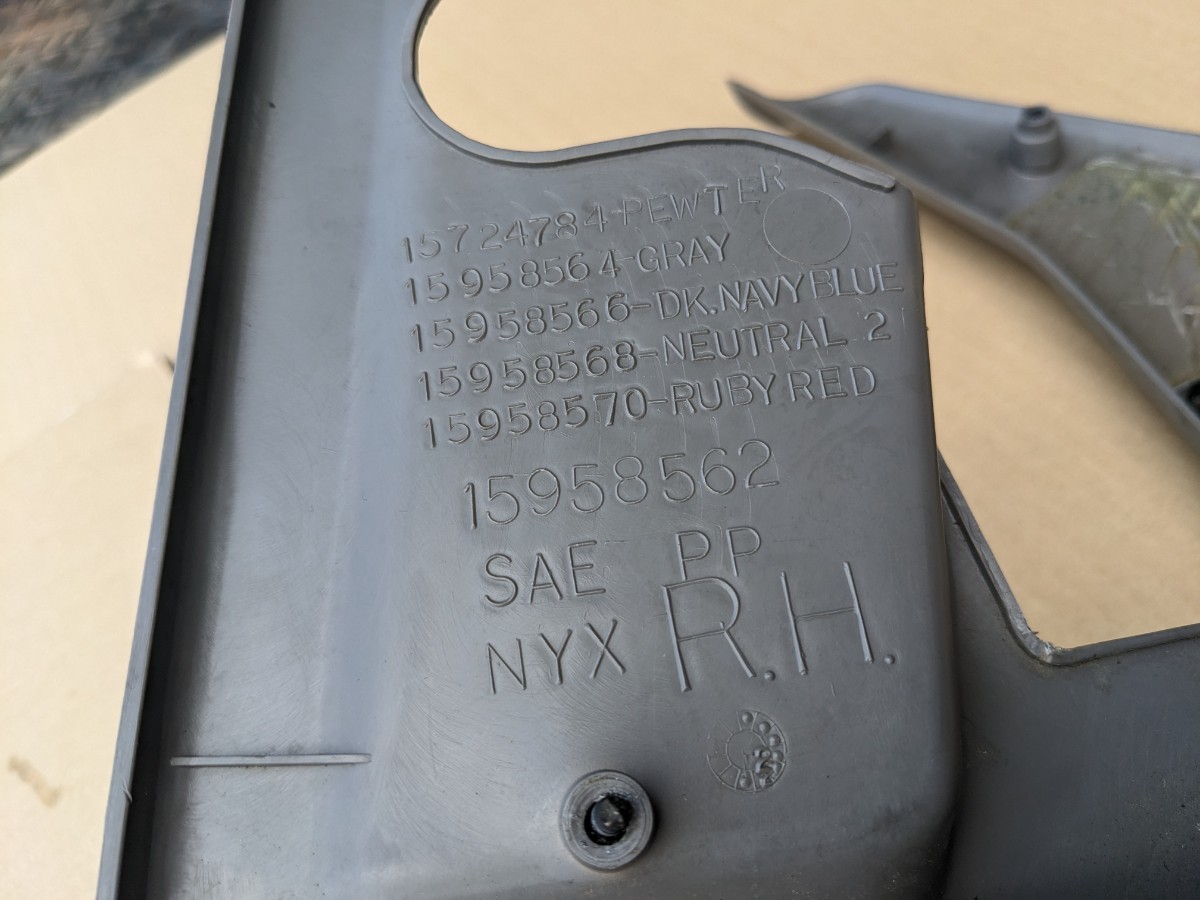 15724784-PEWTER
15958564-GRAY
15958566-DK.NAVY BLUE
15958568-NEUTRAL 2
15958570-RUBY RED
15958562
SAE PP
NYX R.H.